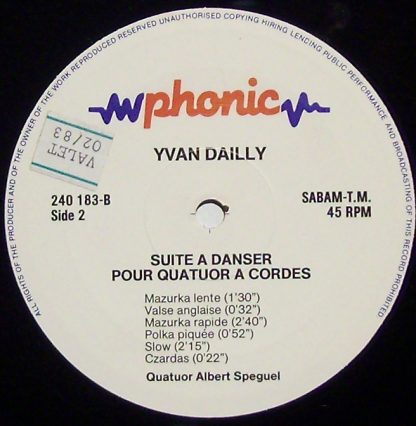 ALL RIGHTS OF THE PRODUCER AND OF THE OWNER OF THE WORK REPRODUCED RESERVED UNAUTHORISED COPYING HIRING LENCING PUBLIC PERFORMANCE AND BROADCASTING OF THIS RECORD PROHIBITED
phonic
VALET
02/83
YVAN DAILLY
240 183-B
Side 2
SABAM-T.M.
45 RPM
SUITE A DANSER
POUR QUATUOR A CORDES
Mazurka lente (1'30")
Valse anglaise (0'32")
Mazurka rapide (2'40")
Polka piquée (0'52")
Slow (2'15")
Czardas (0'22")
Quatuor Albert Speguel